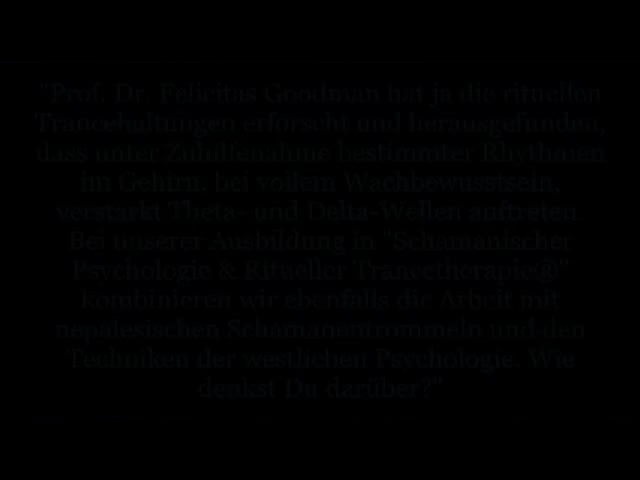 "Prof. Dr. Felicitas Goodman hat ja die rituellen
Trancehaltungen erforscht und herausgefunden,
dass unter Zuhilfenahme bestimmter Rhythmen
im Gehirn, bei vollem Wachbewusstsein,
verstärkt Theta- und Delta-Wellen auftreten.
Bei unserer Ausbildung in "Schamanischer
Psychologie & Ritueller Trancetherapie®"
kombinieren wir ebenfalls die Arbeit mit
nepalesischen Schamanentrommeln und den
Techniken der westlichen Psychologie. Wie
denkst Du darüber?"